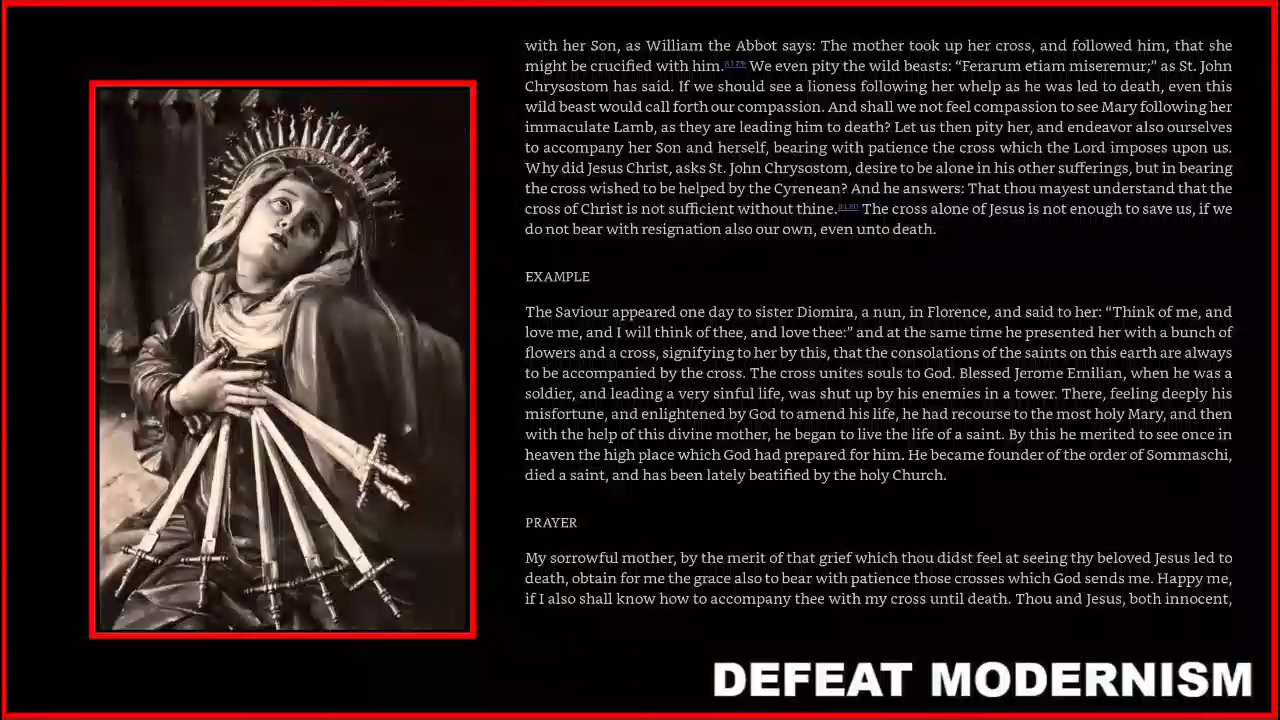 with her Son, as William the Abbot says: The mother took up her cross, and followed him, that she
might be crucified with him.8179 We even pity the wild beasts: “Ferarum etiam miseremur;” as St. John
Chrysostom has said. If we should see a lioness following her whelp as he was led to death, even this
wild beast would call forth our compassion. And shall we not feel compassion to see Mary following her
immaculate Lamb, as they are leading him to death? Let us then pity her, and endeavor also ourselves
to accompany her Son and herself, bearing with patience the cross which the Lord imposes upon us.
Why did Jesus Christ, asks St. John Chrysostom, desire to be alone in his other sufferings, but in bearing
the cross wished to be helped by the Cyrenean? And he answers: That thou mayest understand that the
cross of Christ is not sufficient without thine.8180 The cross alone of Jesus is not enough to save us, if we
do not bear with resignation also our own, even unto death.
EXAMPLE
The Saviour appeared one day to sister Diomira, a nun, in Florence, and said to her: “Think of me, and
love me, and I will think of thee, and love thee:” and at the same time he presented her with a bunch of
flowers and a cross, signifying to her by this, that the consolations of the saints on this earth are always
to be accompanied by the cross. The cross unites souls to God. Blessed Jerome Emilian, when he was a
soldier, and leading a very sinful life, was shut up by his enemies in a tower. There, feeling deeply his
misfortune, and enlightened by God to amend his life, he had recourse to the most holy Mary, and then
with the help of this divine mother, he began to live the life of a saint. By this he merited to see once in
heaven the high place which God had prepared for him. He became founder of the order of Sommaschi,
died a saint, and has been lately beatified by the holy Church.
PRAYER
My sorrowful mother, by the merit of that grief which thou didst feel at seeing thy beloved Jesus led to
death, obtain for me the grace also to bear with patience those crosses which God sends me. Happy me,
if I also shall know how to accompany thee with my cross until death. Thou and Jesus, both innocent,
DEFEAT MODERNISM